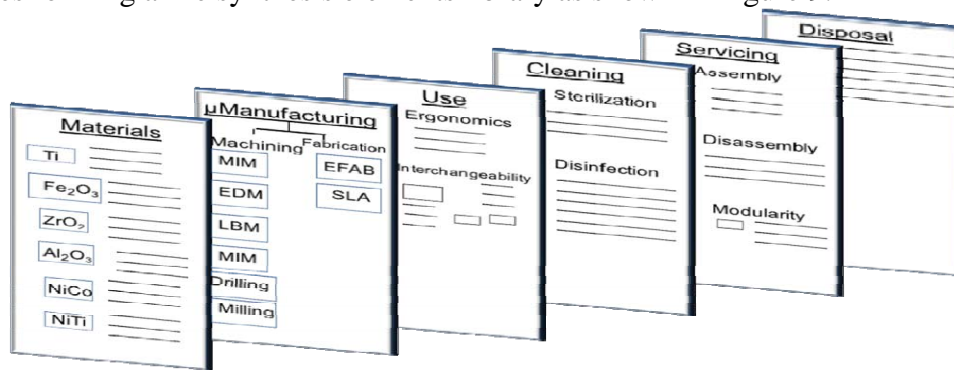 Materials
Ti
Fe₂O₃
ZrO₂
Al₂O₃
NiCo
NiTi
µManufacturing
Machining
Fabrication
MIM
EFAB
EDM
SLA
LBM
MIM
Drilling
Milling
Use
Ergonomics
Interchangeability
Cleaning
Sterilization
Disinfection
Servicing
Assembly
Disassembly
Modularity
Disposal